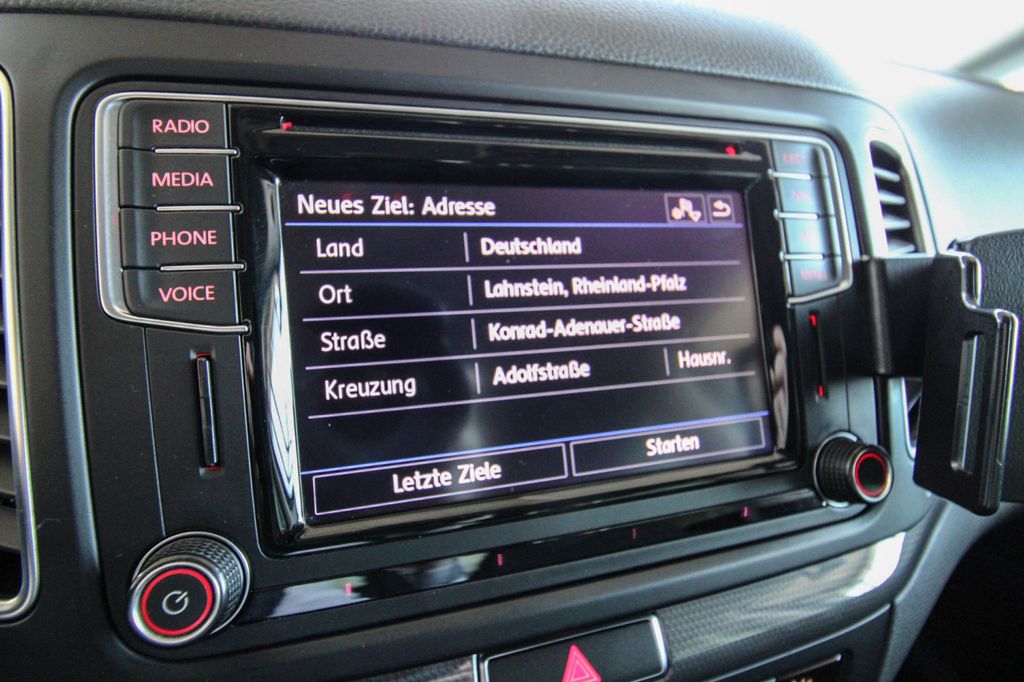 RADIO
MEDIA
PHONE
VOICE
Neues Ziel: Adresse
Land Deutschland
Ort Lahnstein, Rheinland-Pfalz
Straße Konrad-Adenauer-Straße
Kreuzung Adolfstraße Hausnr.
Letzte Ziele Starten